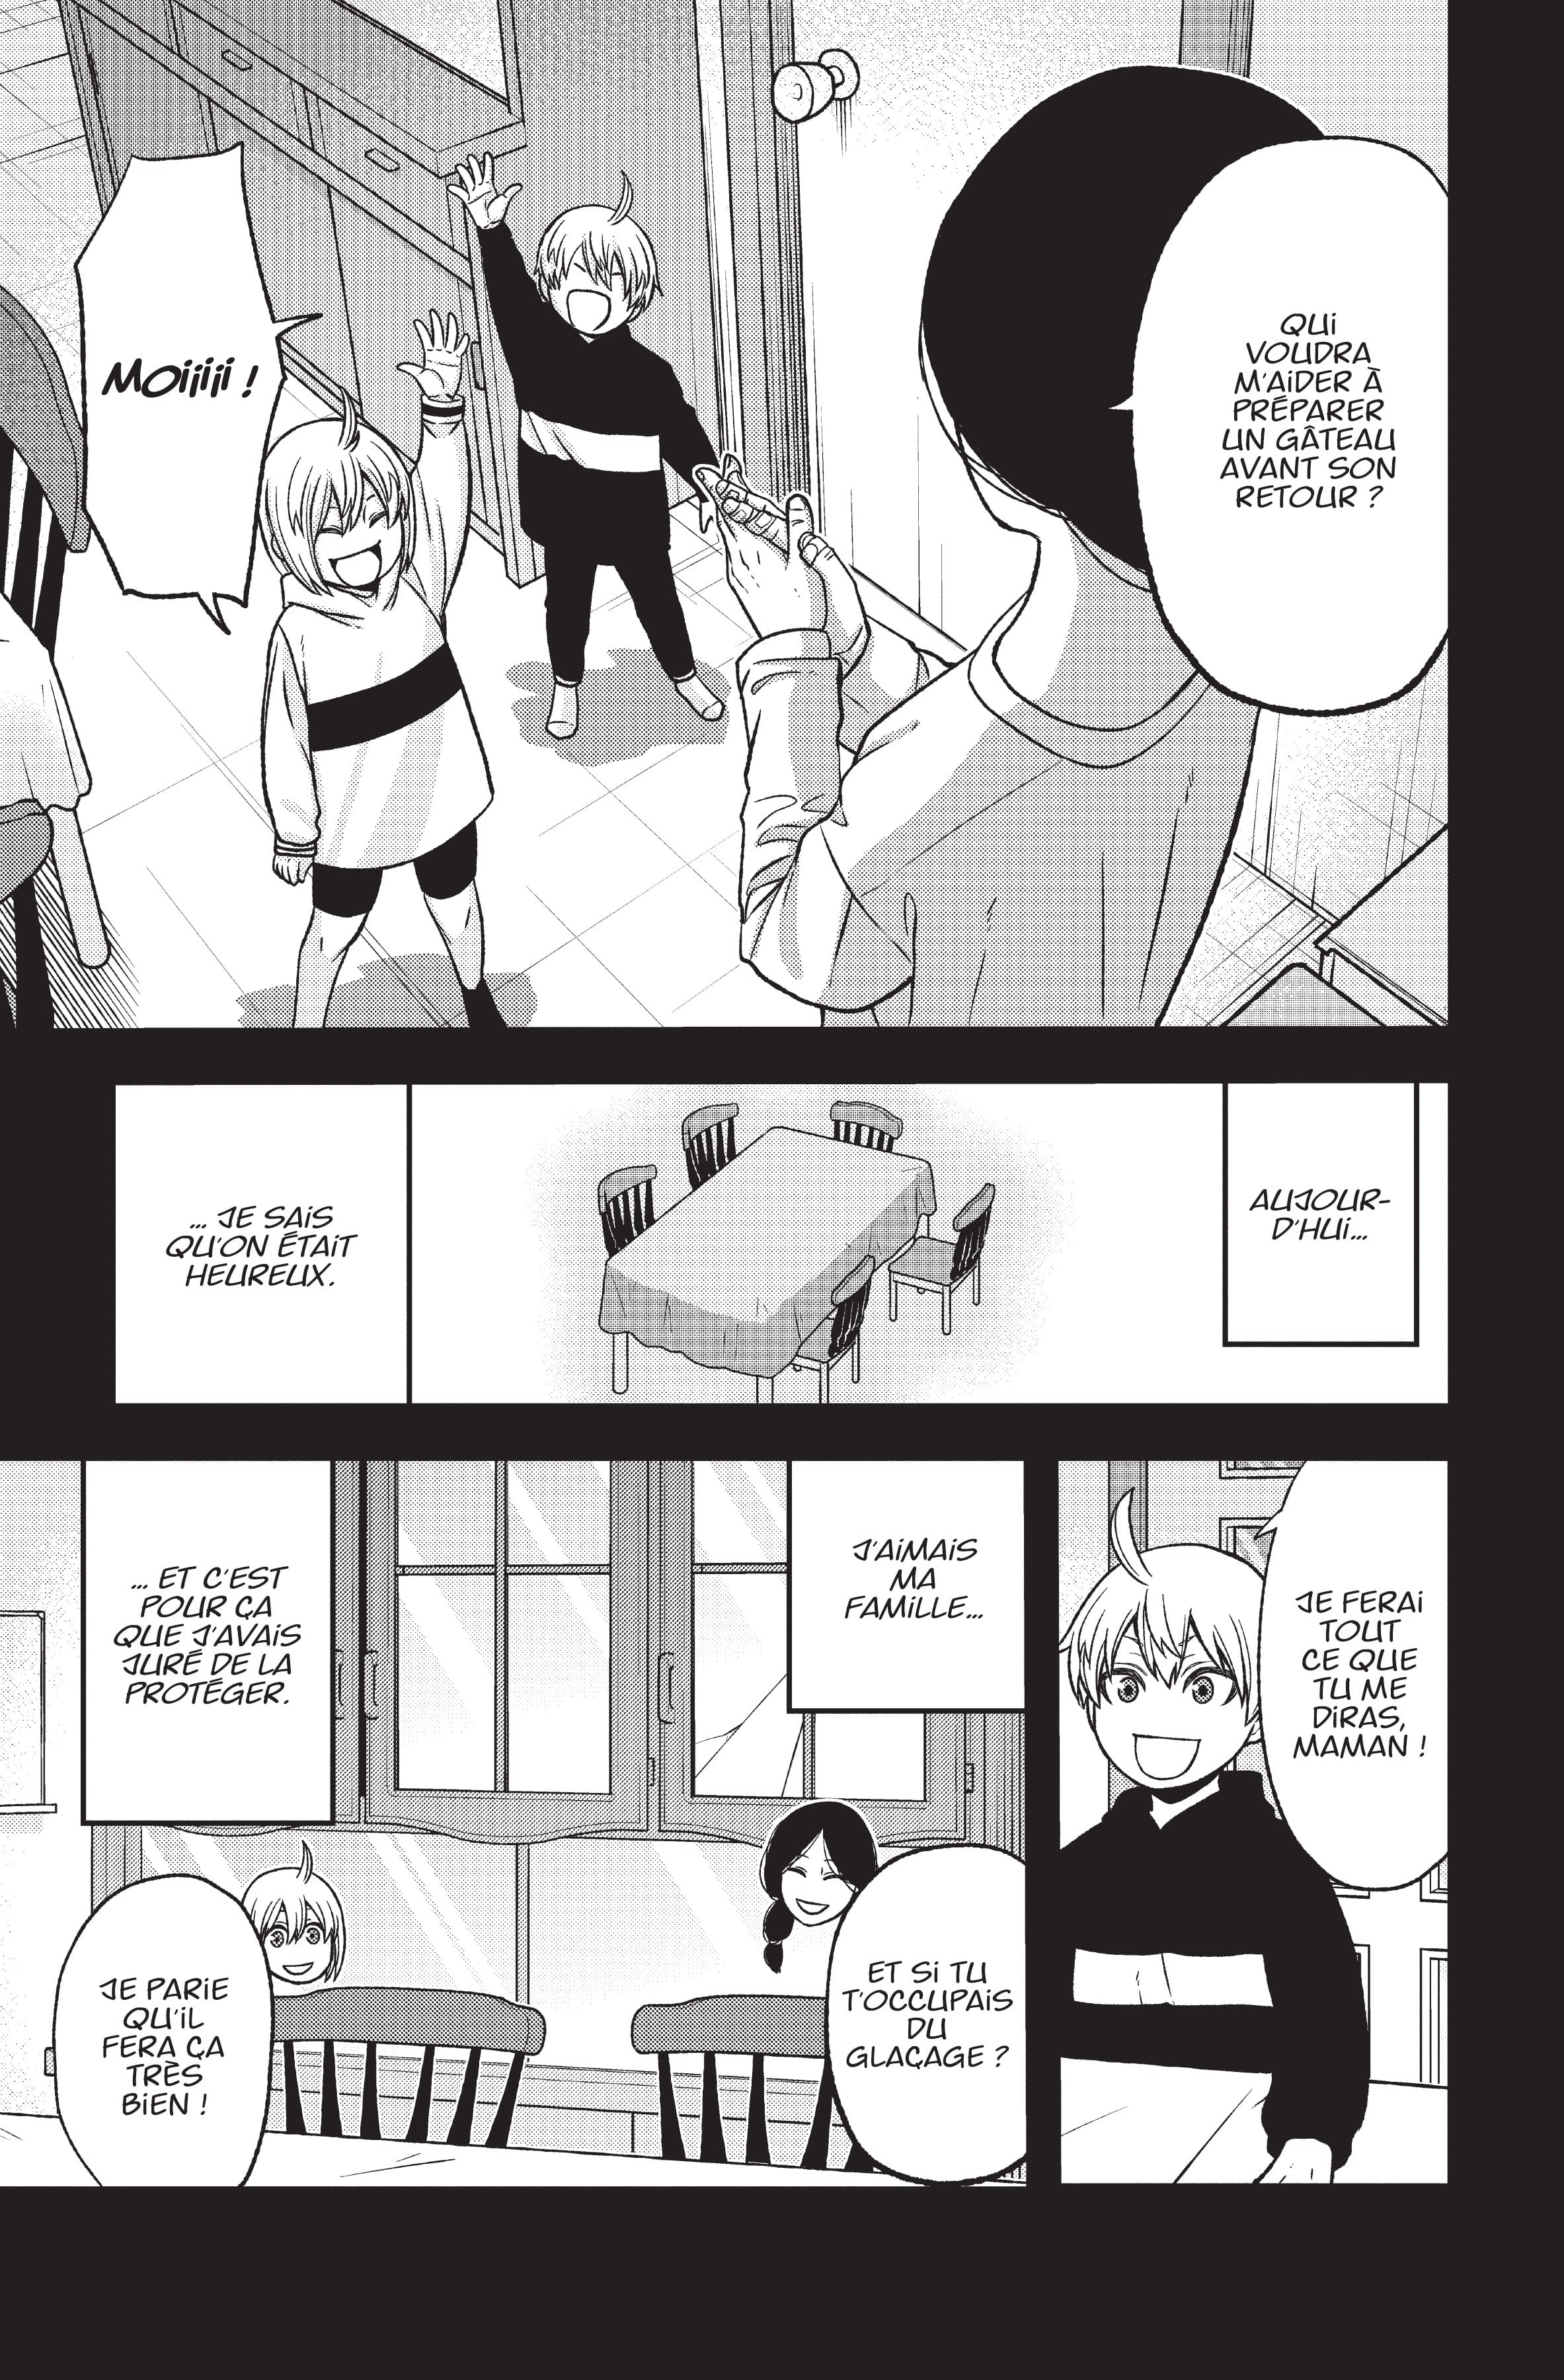 QUI
VOUDRA
M'AIDER À
PRÉPARER
UN GÂTEAU
AVANT SON
RETOUR ?
MOIIIII !
AUJOUR-
D'HUI...
... JE SAIS
QU'ON ÉTAIT
HEUREUX.
JE FERAI
TOUT
CE QUE
TU ME
DIRAS,
MAMAN !
J'AIMAIS
MA
FAMILLE...
... ET C'EST
POUR ÇA
QUE J'AVAIS
JURÉ DE LA
PROTÉGER.
ET SI TU
T'OCCUPAIS
DU
GLAÇAGE ?
JE PARIE
QU'IL
FERA ÇA
TRÈS
BIEN !